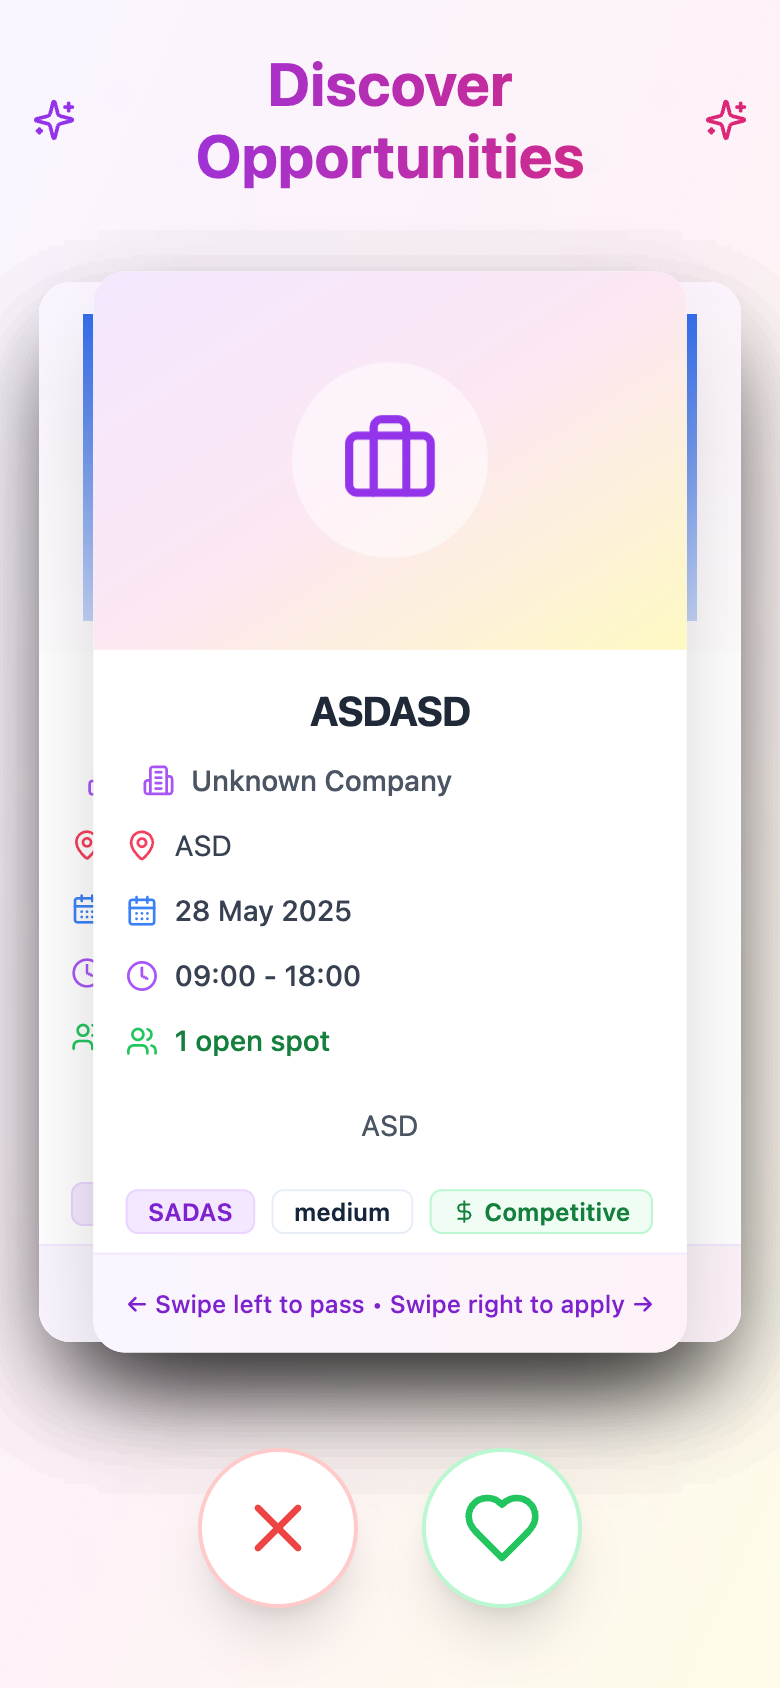 Discover
Opportunities
ASDASD
Unknown Company
ASD
28 May 2025
09:00 - 18:00
1 open spot
ASD
SADAS
medium
$ Competitive
← Swipe left to pass • Swipe right to apply →